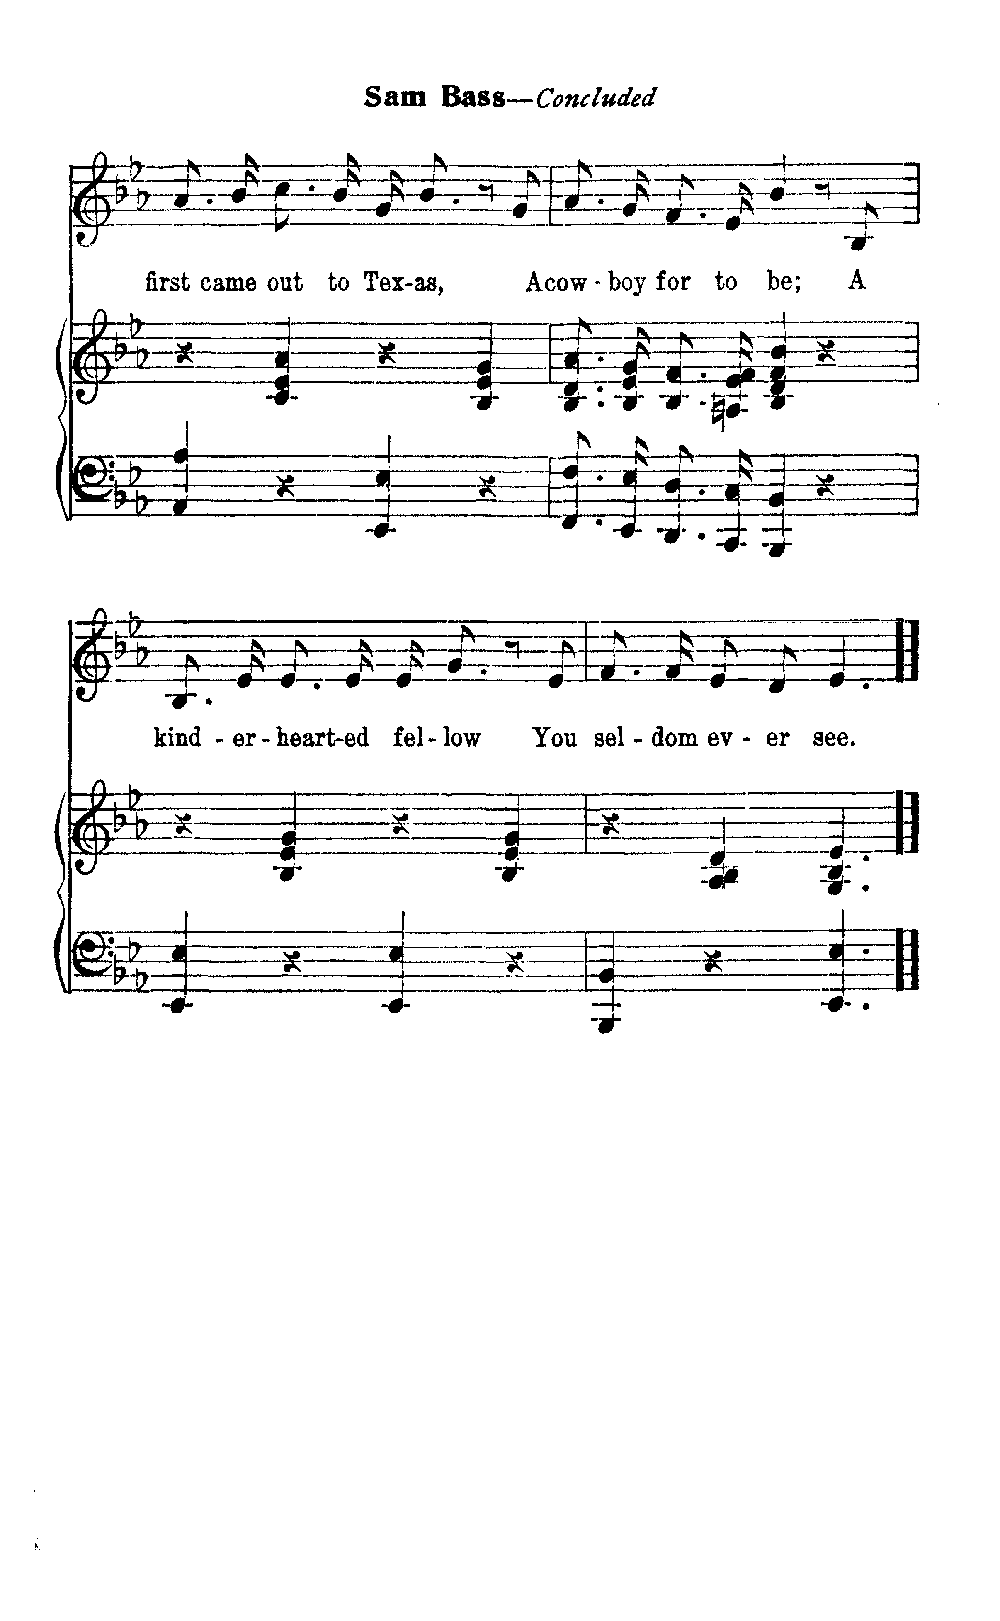 Sam Bass—Concluded
first came out to Tex-as, Acow - boy for to be; A
kind - er - heart-ed fel - low You sel - dom ev - er see.